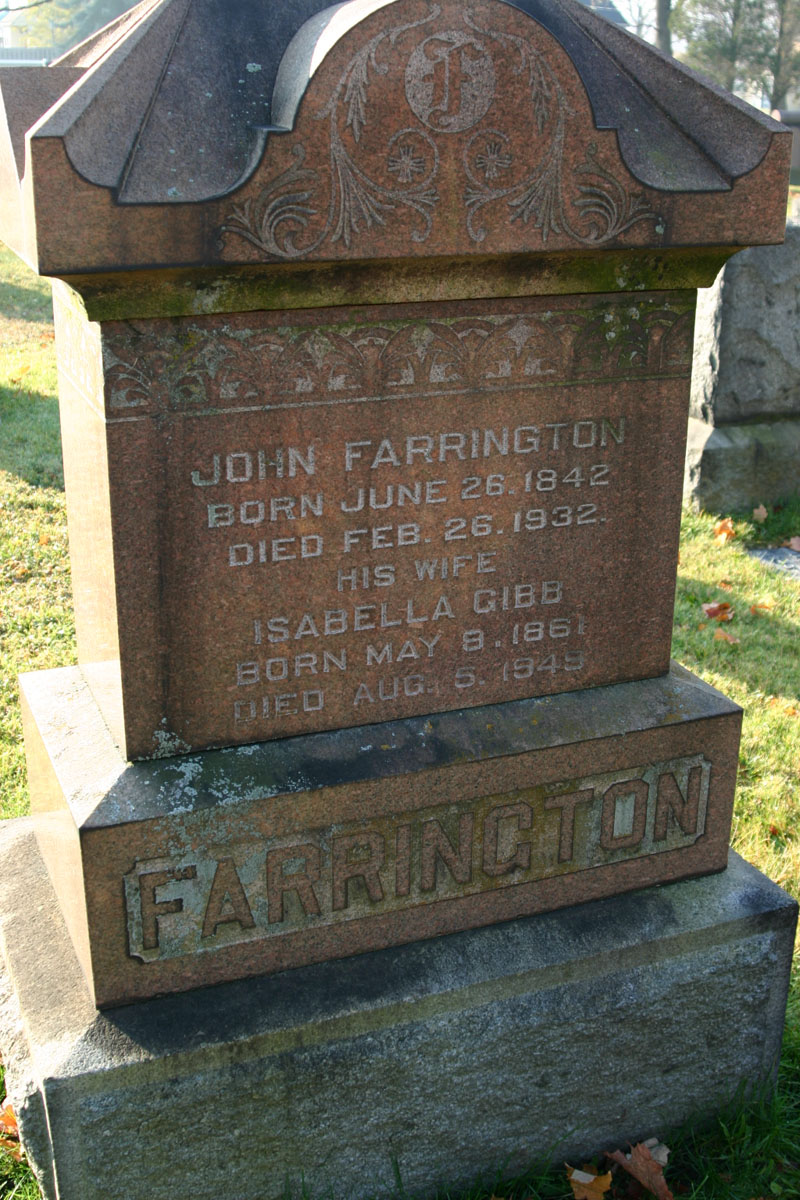 F
JOHN FARRINGTON
BORN JUNE 26. 1842
DIED FEB. 26. 1932.
HIS WIFE
ISABELLA GIBB
BORN MAY 8. 1861
DIED AUG. 5. 1949
FARRINGTON